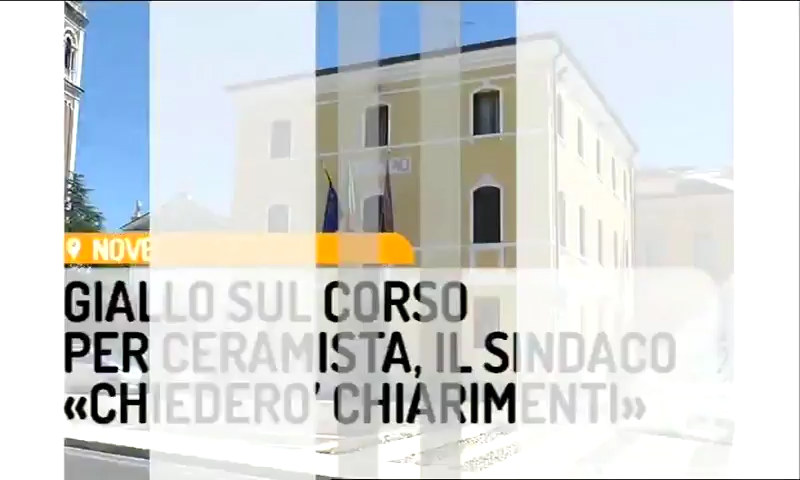 NOVE
GIALLO SUL CORSO
PER CERAMISTA, IL SINDACO
«CHIEDERO' CHIARIMENTI»